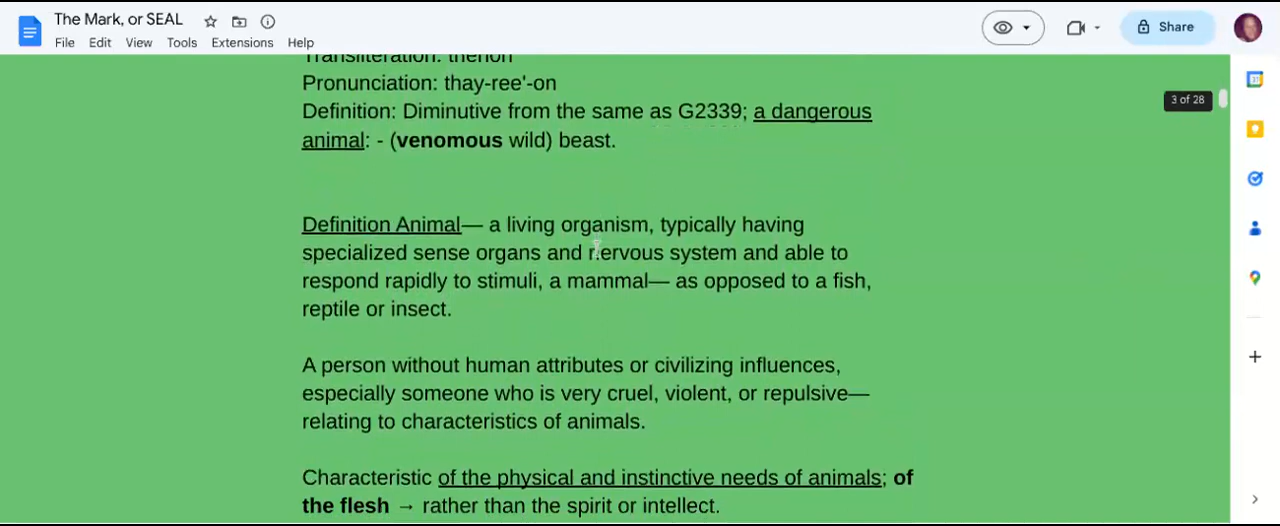 The Mark, or SEAL
File Edit View Tools Extensions Help
Share
Transliteration: therion
Pronunciation: thay-ree'-on
3 of 28
Definition: Diminutive from the same as G2339; a dangerous
animal: - (venomous wild) beast.
Definition Animal— a living organism, typically having
specialized sense organs and nervous system and able to
respond rapidly to stimuli, a mammal— as opposed to a fish,
reptile or insect.
A person without human attributes or civilizing influences,
especially someone who is very cruel, violent, or repulsive—
relating to characteristics of animals.
Characteristic of the physical and instinctive needs of animals; of
the flesh → rather than the spirit or intellect.